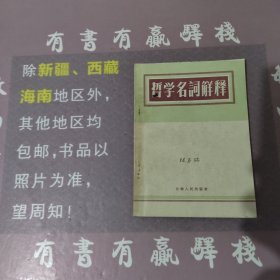 有書有贏驛棧
除新疆、西藏
海南地区外，
其他地区均
包邮，书品以
照片为准，
望周知！
哲学名詞解釋
有書有贏驛棧